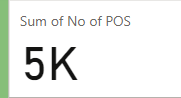 Sum of No of POS
5K